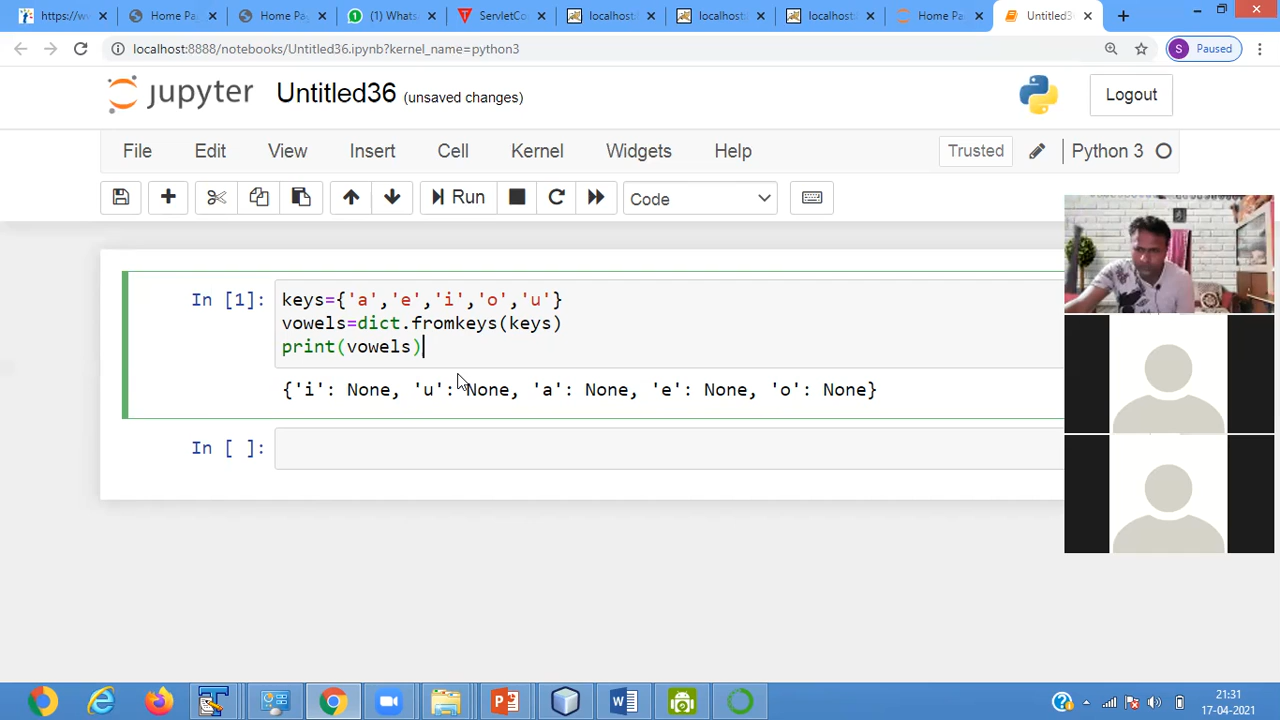 https://w
Home Pa
Home Pa
(1) Whats
ServletCo
localhost:
localhost:
localhost:
Home Pa
Untitled3
localhost:8888/notebooks/Untitled36.ipynb?kernel_name=python3
S Paused
jupyter Untitled36 (unsaved changes)
Logout
File Edit View Insert Cell Kernel Widgets Help
Trusted
Python 3
Run
Code
In [1]: keys={'a','e','i','o','u'}
vowels=dict.fromkeys(keys)
print(vowels)
{'i': None, 'u': None, 'a': None, 'e': None, 'o': None}
In [ ]:
21:31
17-04-2021